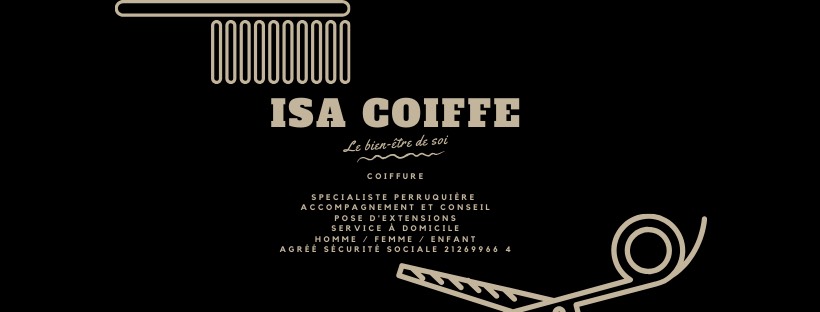 ISA COIFFE
Le bien-être de soi
COIFFURE
SPECIALISTE PERRUQUIÈRE
ACCOMPAGNEMENT ET CONSEIL
POSE D'EXTENSIONS
SERVICE À DOMICILE
HOMME / FEMME / ENFANT
AGRÉÉ SÉCURITÉ SOCIALE 21269966 4